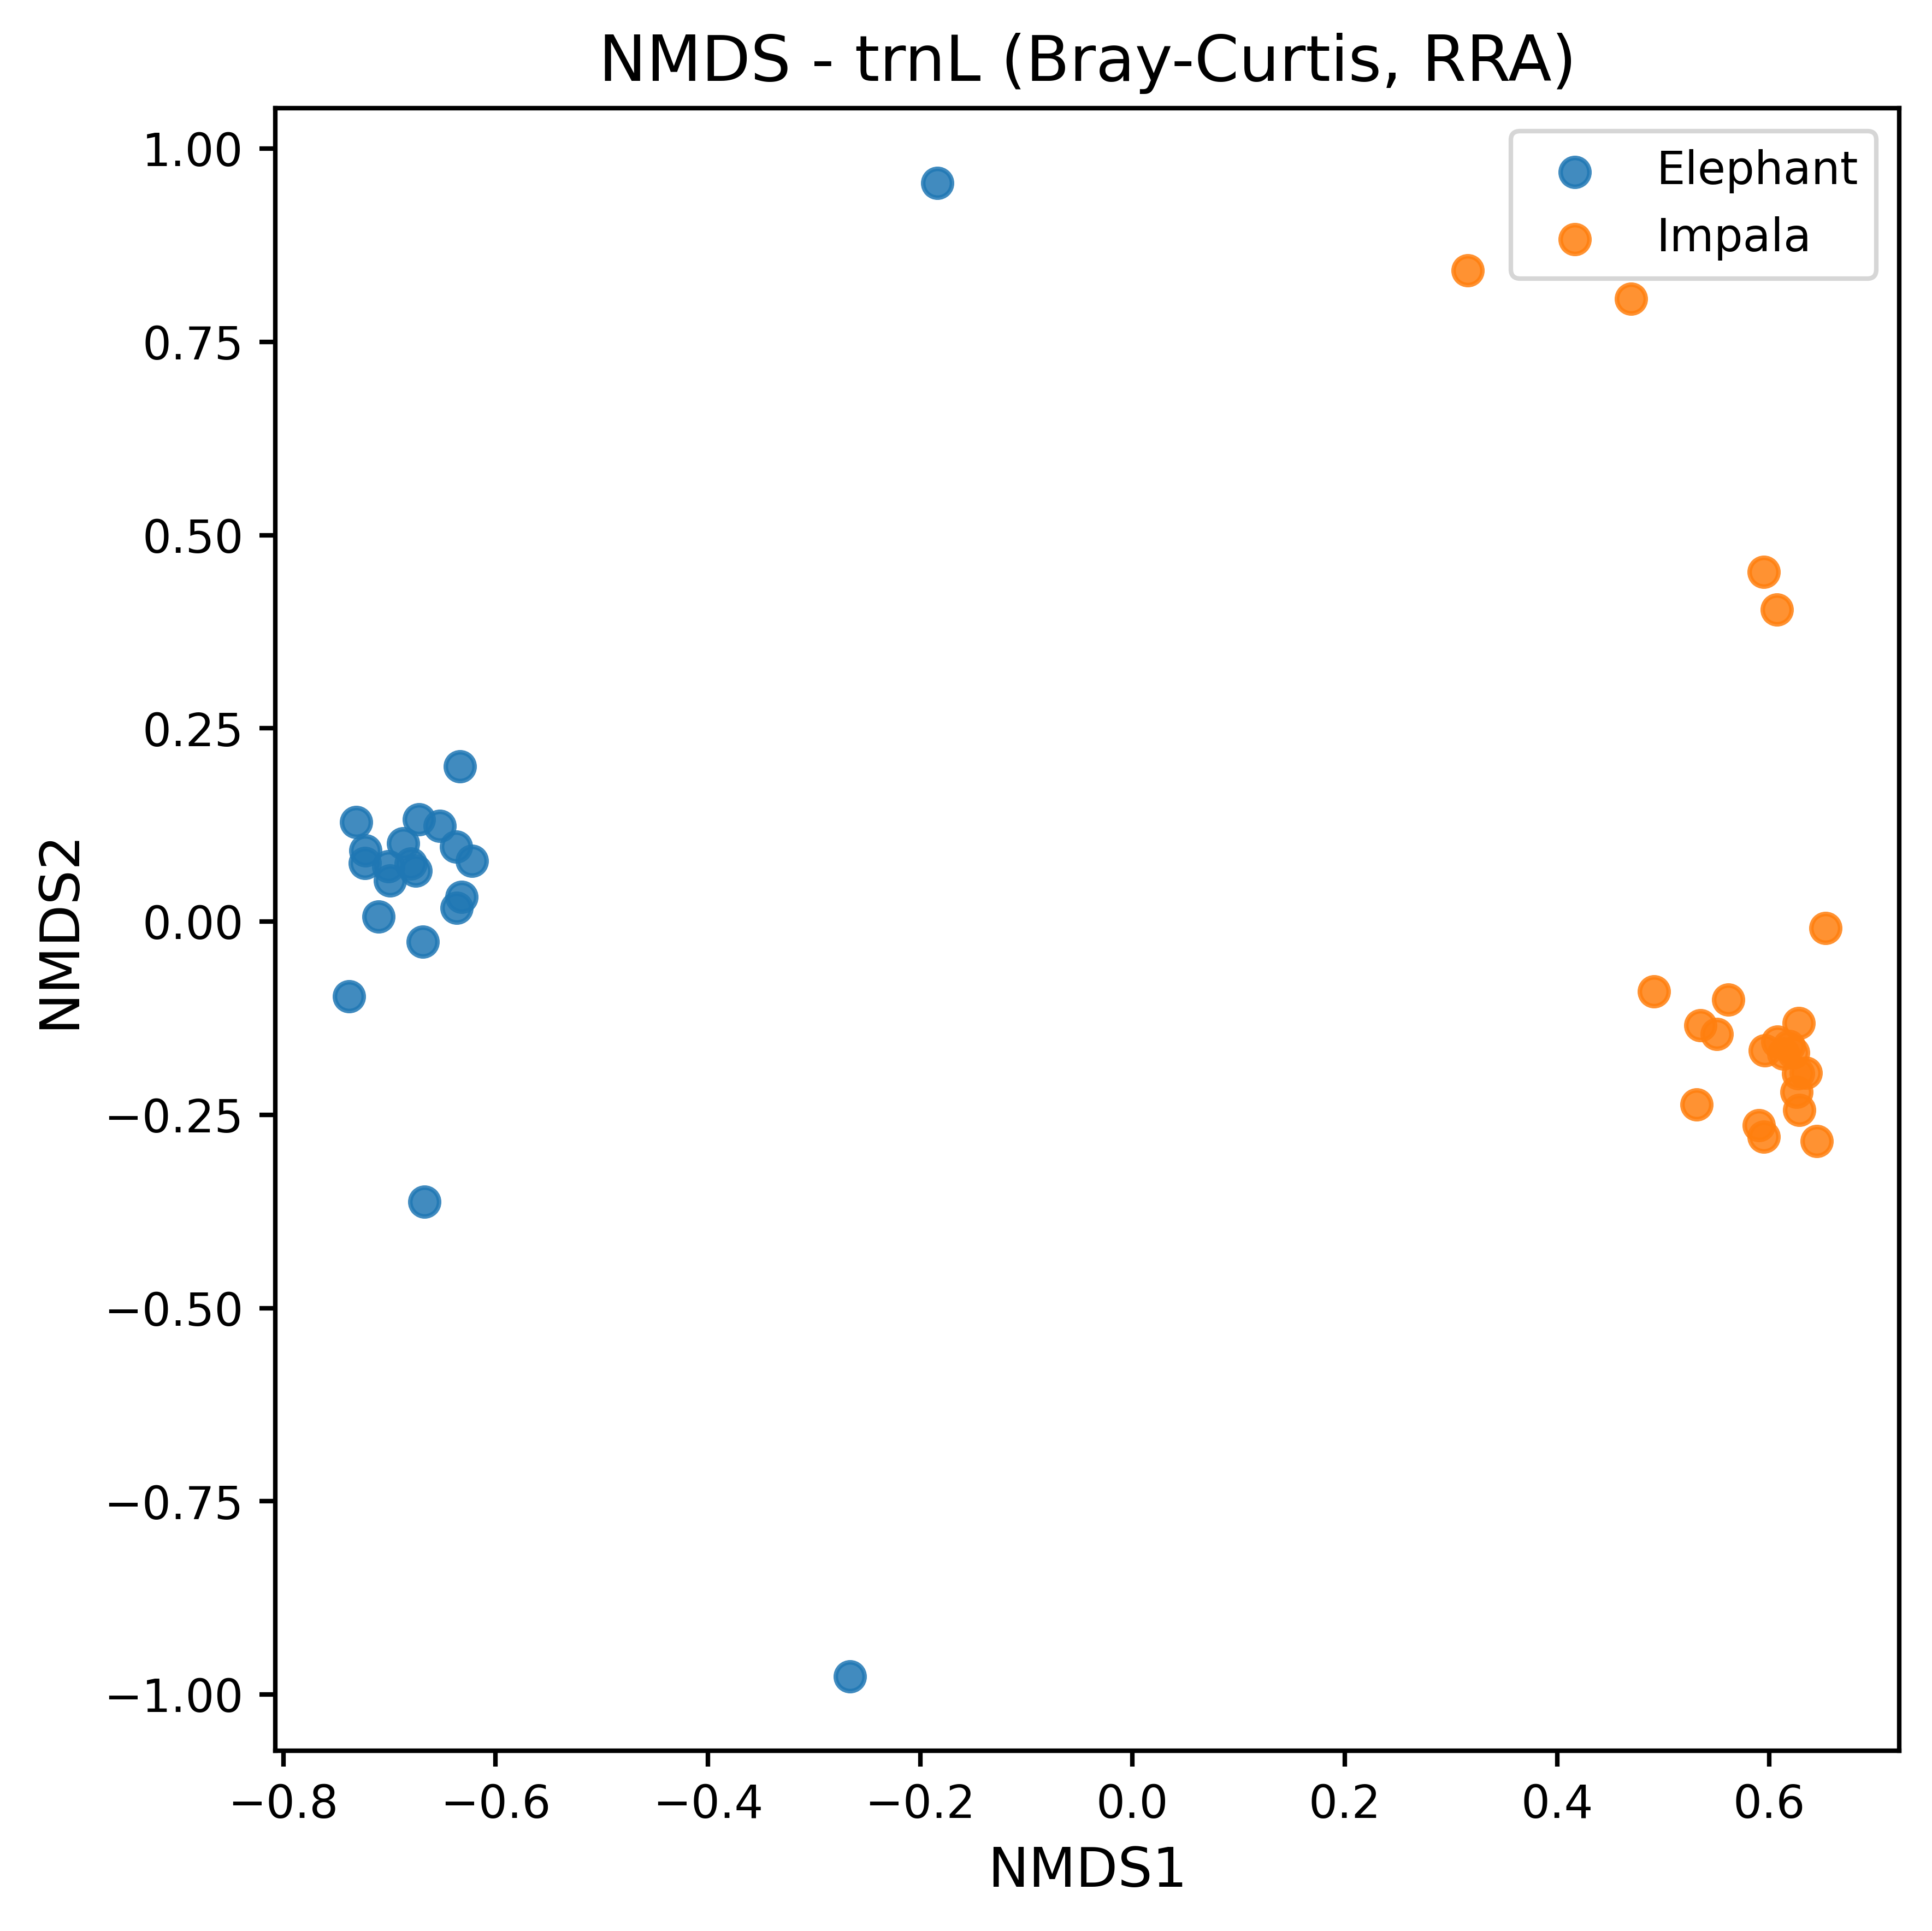 NMDS - trnL (Bray-Curtis, RRA)
Elephant
Impala
1.00
0.75
0.50
0.25
0.00
−0.25
−0.50
−0.75
−1.00
NMDS2
−0.8 −0.6 −0.4 −0.2 0.0 0.2 0.4 0.6
NMDS1